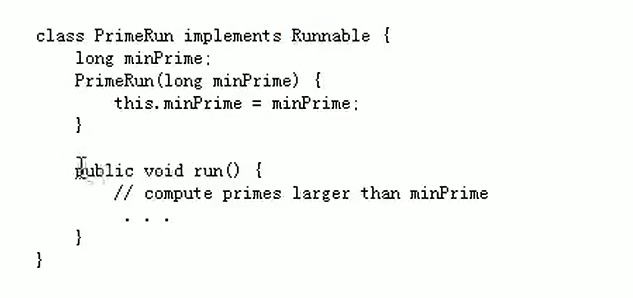 class PrimeRun implements Runnable {
    long minPrime;
    PrimeRun(long minPrime) {
        this.minPrime = minPrime;
    }
    public void run() {
        // compute primes larger than minPrime
         . . .
    }
}